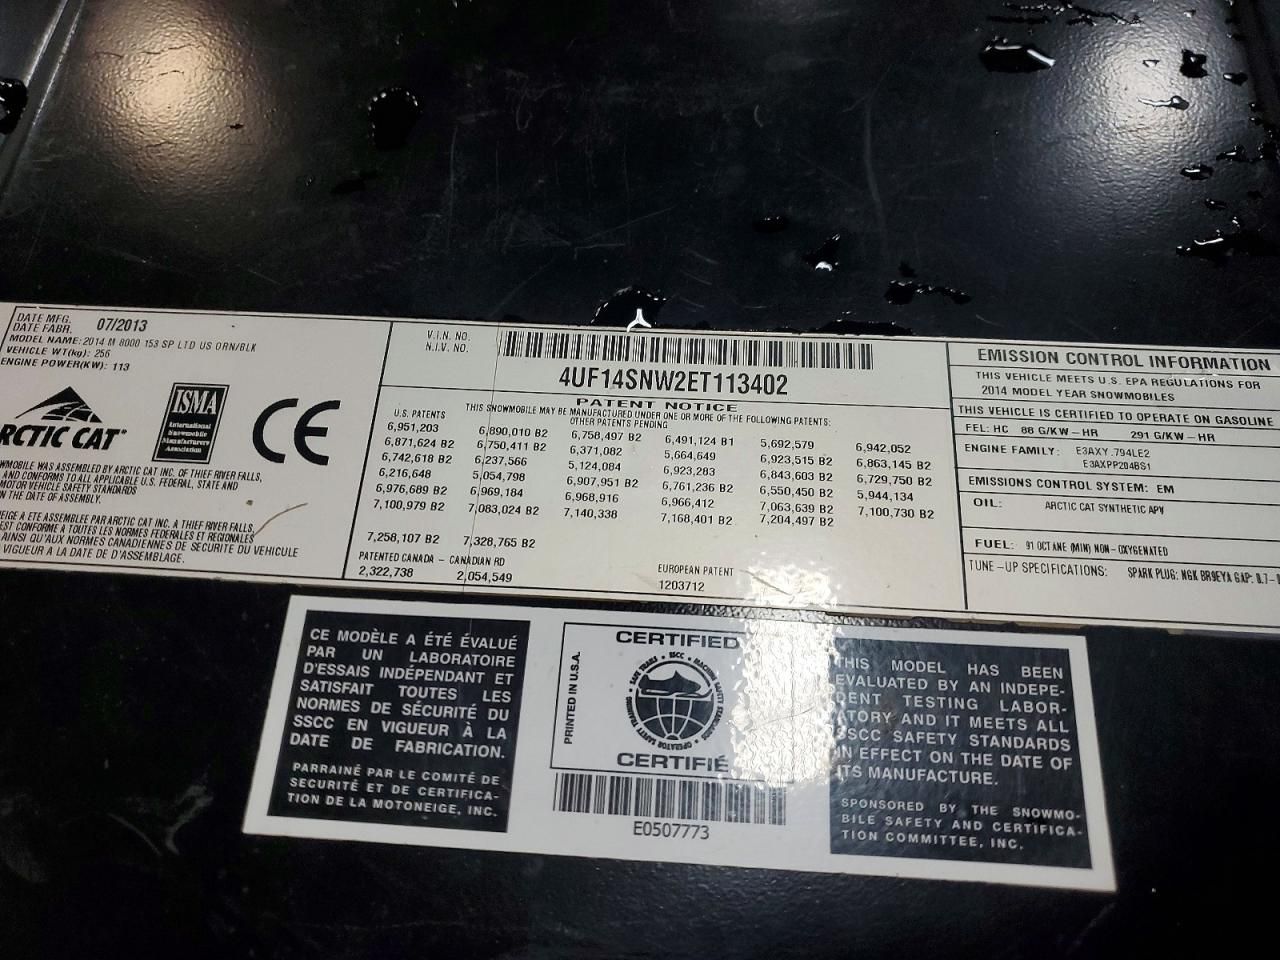 DATE MFG. 07/2013
DATE FABR.
MODEL NAME: 2014 M 8000 153 SP LTD US ORN/BLK
VEHICLE WT(kg): 256
ENGINE POWER(KW): 113
ARCTIC CAT
ISMA
International
Snowmobile
Manufacturers
Association
CE
WMOBILE WAS ASSEMBLED BY ARCTIC CAT INC. OF THIEF RIVER FALLS,
AND CONFORMS TO ALL APPLICABLE U.S. FEDERAL, STATE AND
MOTOR VEHICLE SAFETY STANDARDS
N THE DATE OF ASSEMBLY.
EIGE A ETE ASSEMBLEE PAR ARCTIC CAT INC. A THIEF RIVER FALLS,
EST CONFORME A TOUTES LES NORMES FEDERALES ET REGIONALES
AINSI QU'AUX NORMES CANADIENNES DE SECURITE DU VEHICULE
VIGUEUR A LA DATE DE D'ASSEMBLAGE.
V.I.N. NO.
N.I.V. NO.
4UF14SNW2ET113402
PATENT NOTICE
THIS SNOWMOBILE MAY BE MANUFACTURED UNDER ONE OR MORE OF THE FOLLOWING PATENTS:
OTHER PATENTS PENDING
U.S. PATENTS
6,951,203 6,890,010 B2 6,758,497 B2 6,491,124 B1 5,692,579 6,942,052
6,871,624 B2 6,750,411 B2 6,371,082 5,664,649 6,923,515 B2 6,863,145 B2
6,742,618 B2 6,237,566 5,124,084 6,923,283 6,843,603 B2 6,729,750 B2
6,216,648 5,054,798 6,907,951 B2 6,761,236 B2 6,550,450 B2 5,944,134
6,976,689 B2 6,969,184 6,968,916 6,966,412 7,063,639 B2 7,100,730 B2
7,100,979 B2 7,083,024 B2 7,140,338 7,168,401 B2 7,204,497 B2
7,258,107 B2 7,328,765 B2
PATENTED CANADA - CANADIAN RD
2,322,738 2,054,549
EUROPEAN PATENT
1203712
EMISSION CONTROL INFORMATION
THIS VEHICLE MEETS U.S. EPA REGULATIONS FOR
2014 MODEL YEAR SNOWMOBILES
THIS VEHICLE IS CERTIFIED TO OPERATE ON GASOLINE
FEL: HC 88 G/KW-HR 291 G/KW-HR
ENGINE FAMILY: E3AXY .794LE2
E3AXPP204BS1
EMISSIONS CONTROL SYSTEM: EM
OIL: ARCTIC CAT SYNTHETIC APV
FUEL: 91 OCTANE (MIN) NON-OXYGENATED
TUNE-UP SPECIFICATIONS: SPARK PLUG: NGK BR9EYA GAP: 0.7-
CE MODÈLE A ÉTÉ ÉVALUÉ
PAR UN LABORATOIRE
D'ESSAIS INDÉPENDANT ET
SATISFAIT TOUTES LES
NORMES DE SÉCURITÉ DU
SSCC EN VIGUEUR À LA
DATE DE FABRICATION.
PARRAINÉ PAR LE COMITÉ DE
SECURITÉ ET DE CERTIFICA-
TION DE LA MOTONEIGE, INC.
PRINTED IN U.S.A.
CERTIFIED
SAFE TRAILS • SSCC • MACHINE SAFETY STANDARDS • OPERATOR SAFETY TRAINING •
CERTIFIÉ
E0507773
THIS MODEL HAS BEEN
EVALUATED BY AN INDEPE-
DENT TESTING LABOR-
ATORY AND IT MEETS ALL
SSCC SAFETY STANDARDS
IN EFFECT ON THE DATE OF
ITS MANUFACTURE.
SPONSORED BY THE SNOWMO-
BILE SAFETY AND CERTIFICA-
TION COMMITTEE, INC.